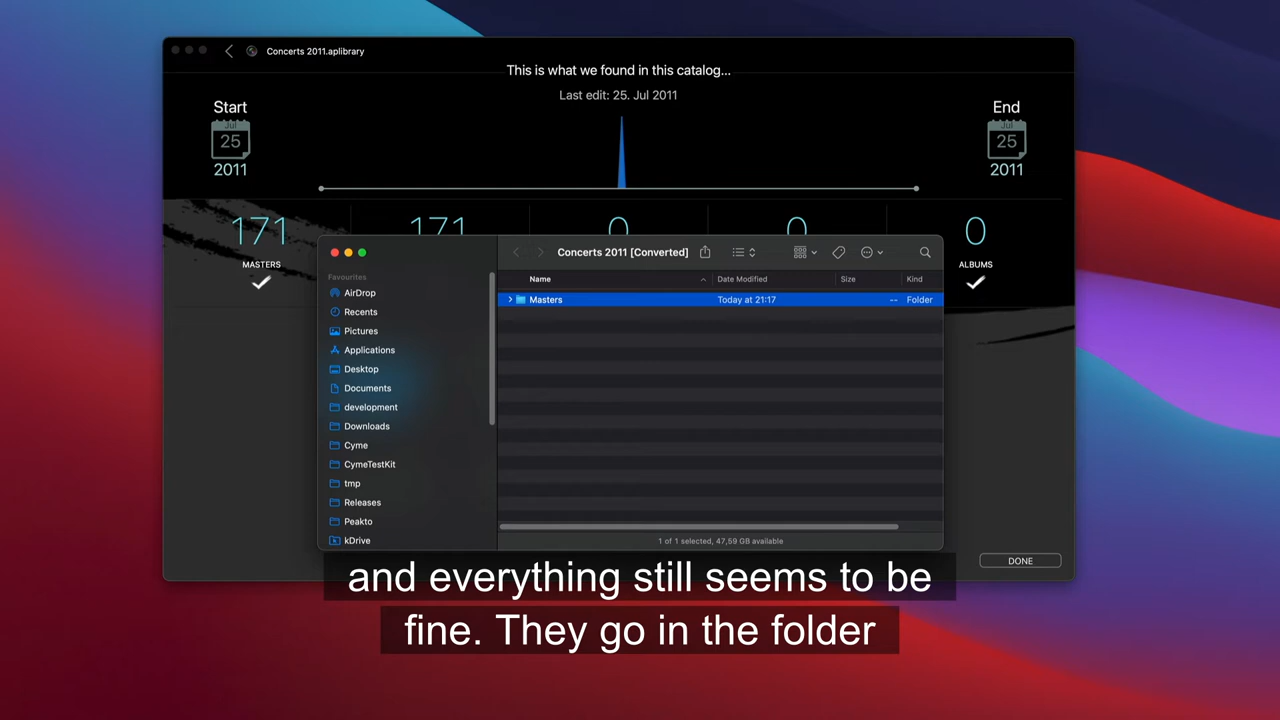 Concerts 2011.aplibrary
This is what we found in this catalog...
Last edit: 25. Jul 2011
Start
End
Jul
25
2011
Jul
25
2011
171
171
0
0
0
MASTERS
ALBUMS
Concerts 2011 [Converted]
Favourites
AirDrop
Recents
Pictures
Applications
Desktop
Documents
development
Downloads
Cyme
CymeTestKit
tmp
Releases
Peakto
kDrive
Name Date Modified Size Kind
Masters Today at 21:17 -- Folder
1 of 1 selected, 47,59 GB available
DONE
and everything still seems to be
fine. They go in the folder